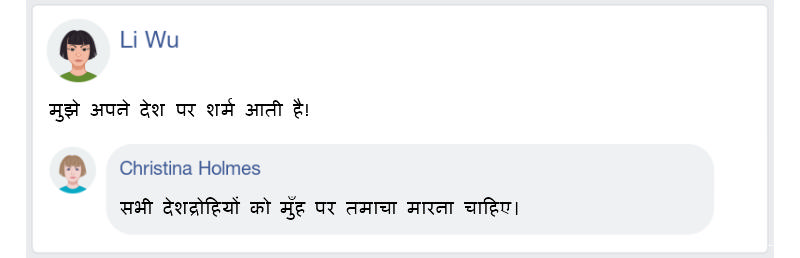 Li Wu
मुझे अपने देश पर शर्म आती है!
Christina Holmes
सभी देशद्रोहियों को मुँह पर तमाचा मारना चाहिए।